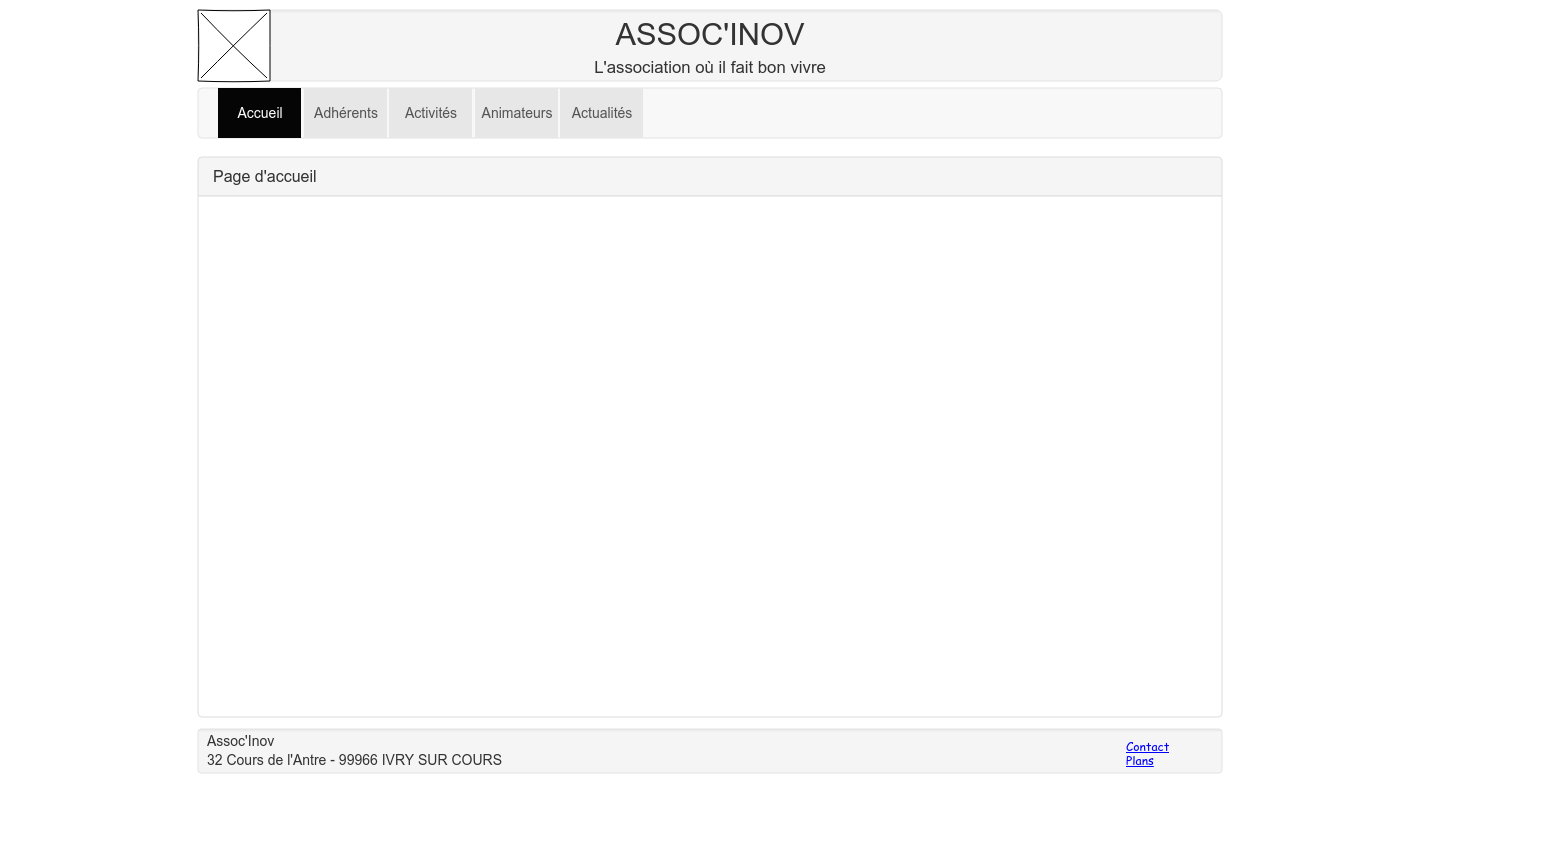 ASSOC'INOV
L'association où il fait bon vivre
Accueil Adhérents Activités Animateurs Actualités
Page d'accueil
Assoc'Inov
32 Cours de l'Antre - 99966 IVRY SUR COURS
Contact
Plans